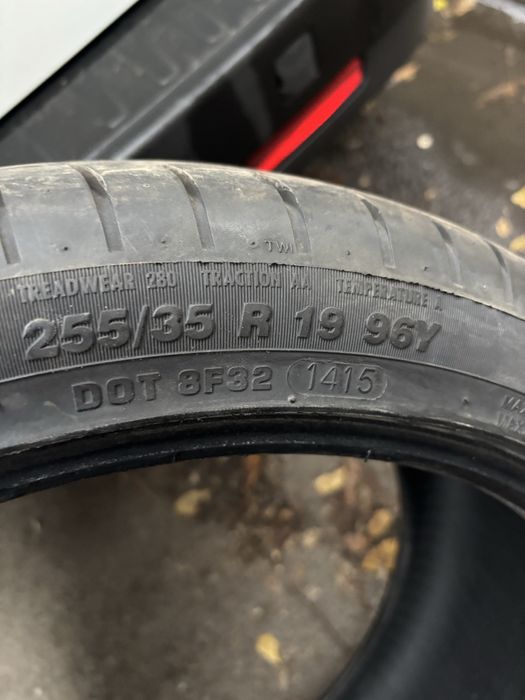 TWI
TREADWEAR 280 TRACTION AA TEMPERATURE A
255/35 R 19 96Y
DOT 8F32 1415